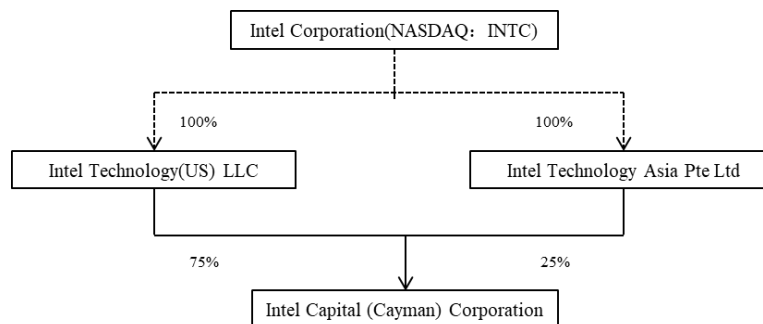 Intel Corporation(NASDAQ：INTC)
100%
100%
Intel Technology(US) LLC
Intel Technology Asia Pte Ltd
75%
25%
Intel Capital (Cayman) Corporation